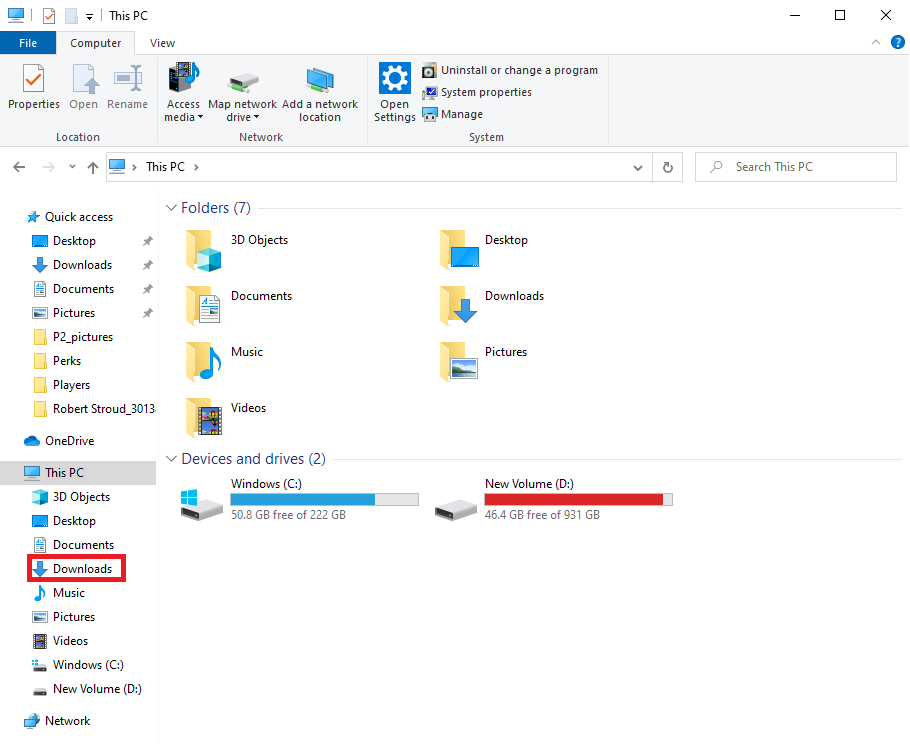 This PC
File
Computer
View
?
Properties
Open
Rename
Access media
Map network drive
Add a network location
Open Settings
Uninstall or change a program
System properties
Manage
Location
Network
System
This PC
Search This PC
Quick access
Desktop
Downloads
Documents
Pictures
P2_pictures
Perks
Players
Robert Stroud_3013
OneDrive
This PC
3D Objects
Desktop
Documents
Downloads
Music
Pictures
Videos
Windows (C:)
New Volume (D:)
Network
Folders (7)
3D Objects
Desktop
Documents
Downloads
Music
Pictures
Videos
Devices and drives (2)
Windows (C:)
50.8 GB free of 222 GB
New Volume (D:)
46.4 GB free of 931 GB